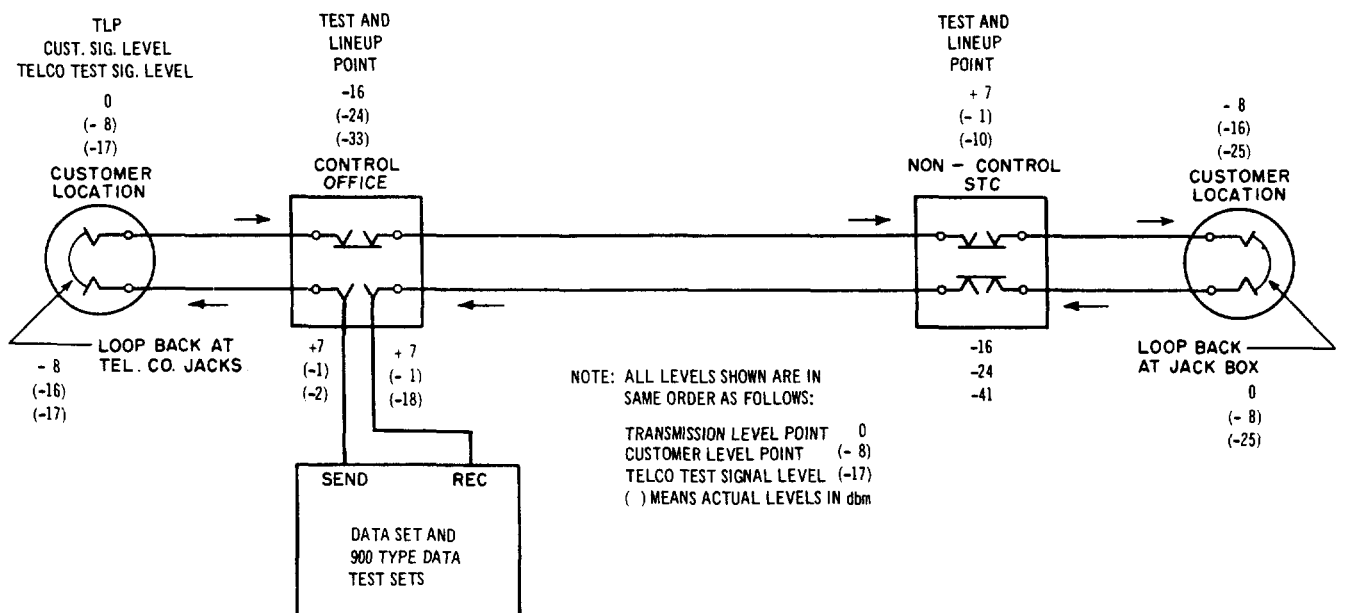 TLP
CUST. SIG. LEVEL
TELCO TEST SIG. LEVEL
0
(- 8)
(-17)
CUSTOMER
LOCATION
TEST AND
LINEUP
POINT
-16
(-24)
(-33)
CONTROL
OFFICE
TEST AND
LINEUP
POINT
+ 7
(- 1)
(-10)
NON - CONTROL
STC
- 8
(-16)
(-25)
CUSTOMER
LOCATION
LOOP BACK AT
TEL. CO. JACKS
- 8
(-16)
(-17)
+7
(-1)
(-2)
+ 7
(- 1)
(-18)
-16
-24
-41
LOOP BACK
AT JACK BOX
0
(- 8)
(-25)
NOTE: ALL LEVELS SHOWN ARE IN
SAME ORDER AS FOLLOWS:
TRANSMISSION LEVEL POINT 0
CUSTOMER LEVEL POINT (- 8)
TELCO TEST SIGNAL LEVEL (-17)
( ) MEANS ACTUAL LEVELS IN dbm
SEND REC
DATA SET AND
900 TYPE DATA
TEST SETS